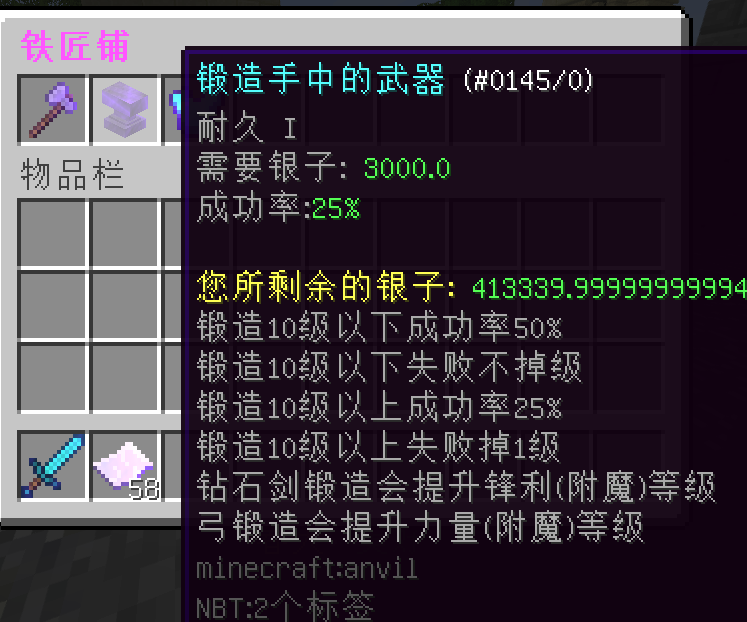 铁匠铺
锻造手中的武器 (#0145/0)
耐久 I
需要银子: 3000.0
成功率:25%
物品栏
您所剩余的银子: 413339.99999999994
锻造10级以下成功率50%
锻造10级以下失败不掉级
锻造10级以上成功率25%
锻造10级以上失败掉1级
钻石剑锻造会提升锋利(附魔)等级
弓锻造会提升力量(附魔)等级
minecraft:anvil
NBT:2个标签
58